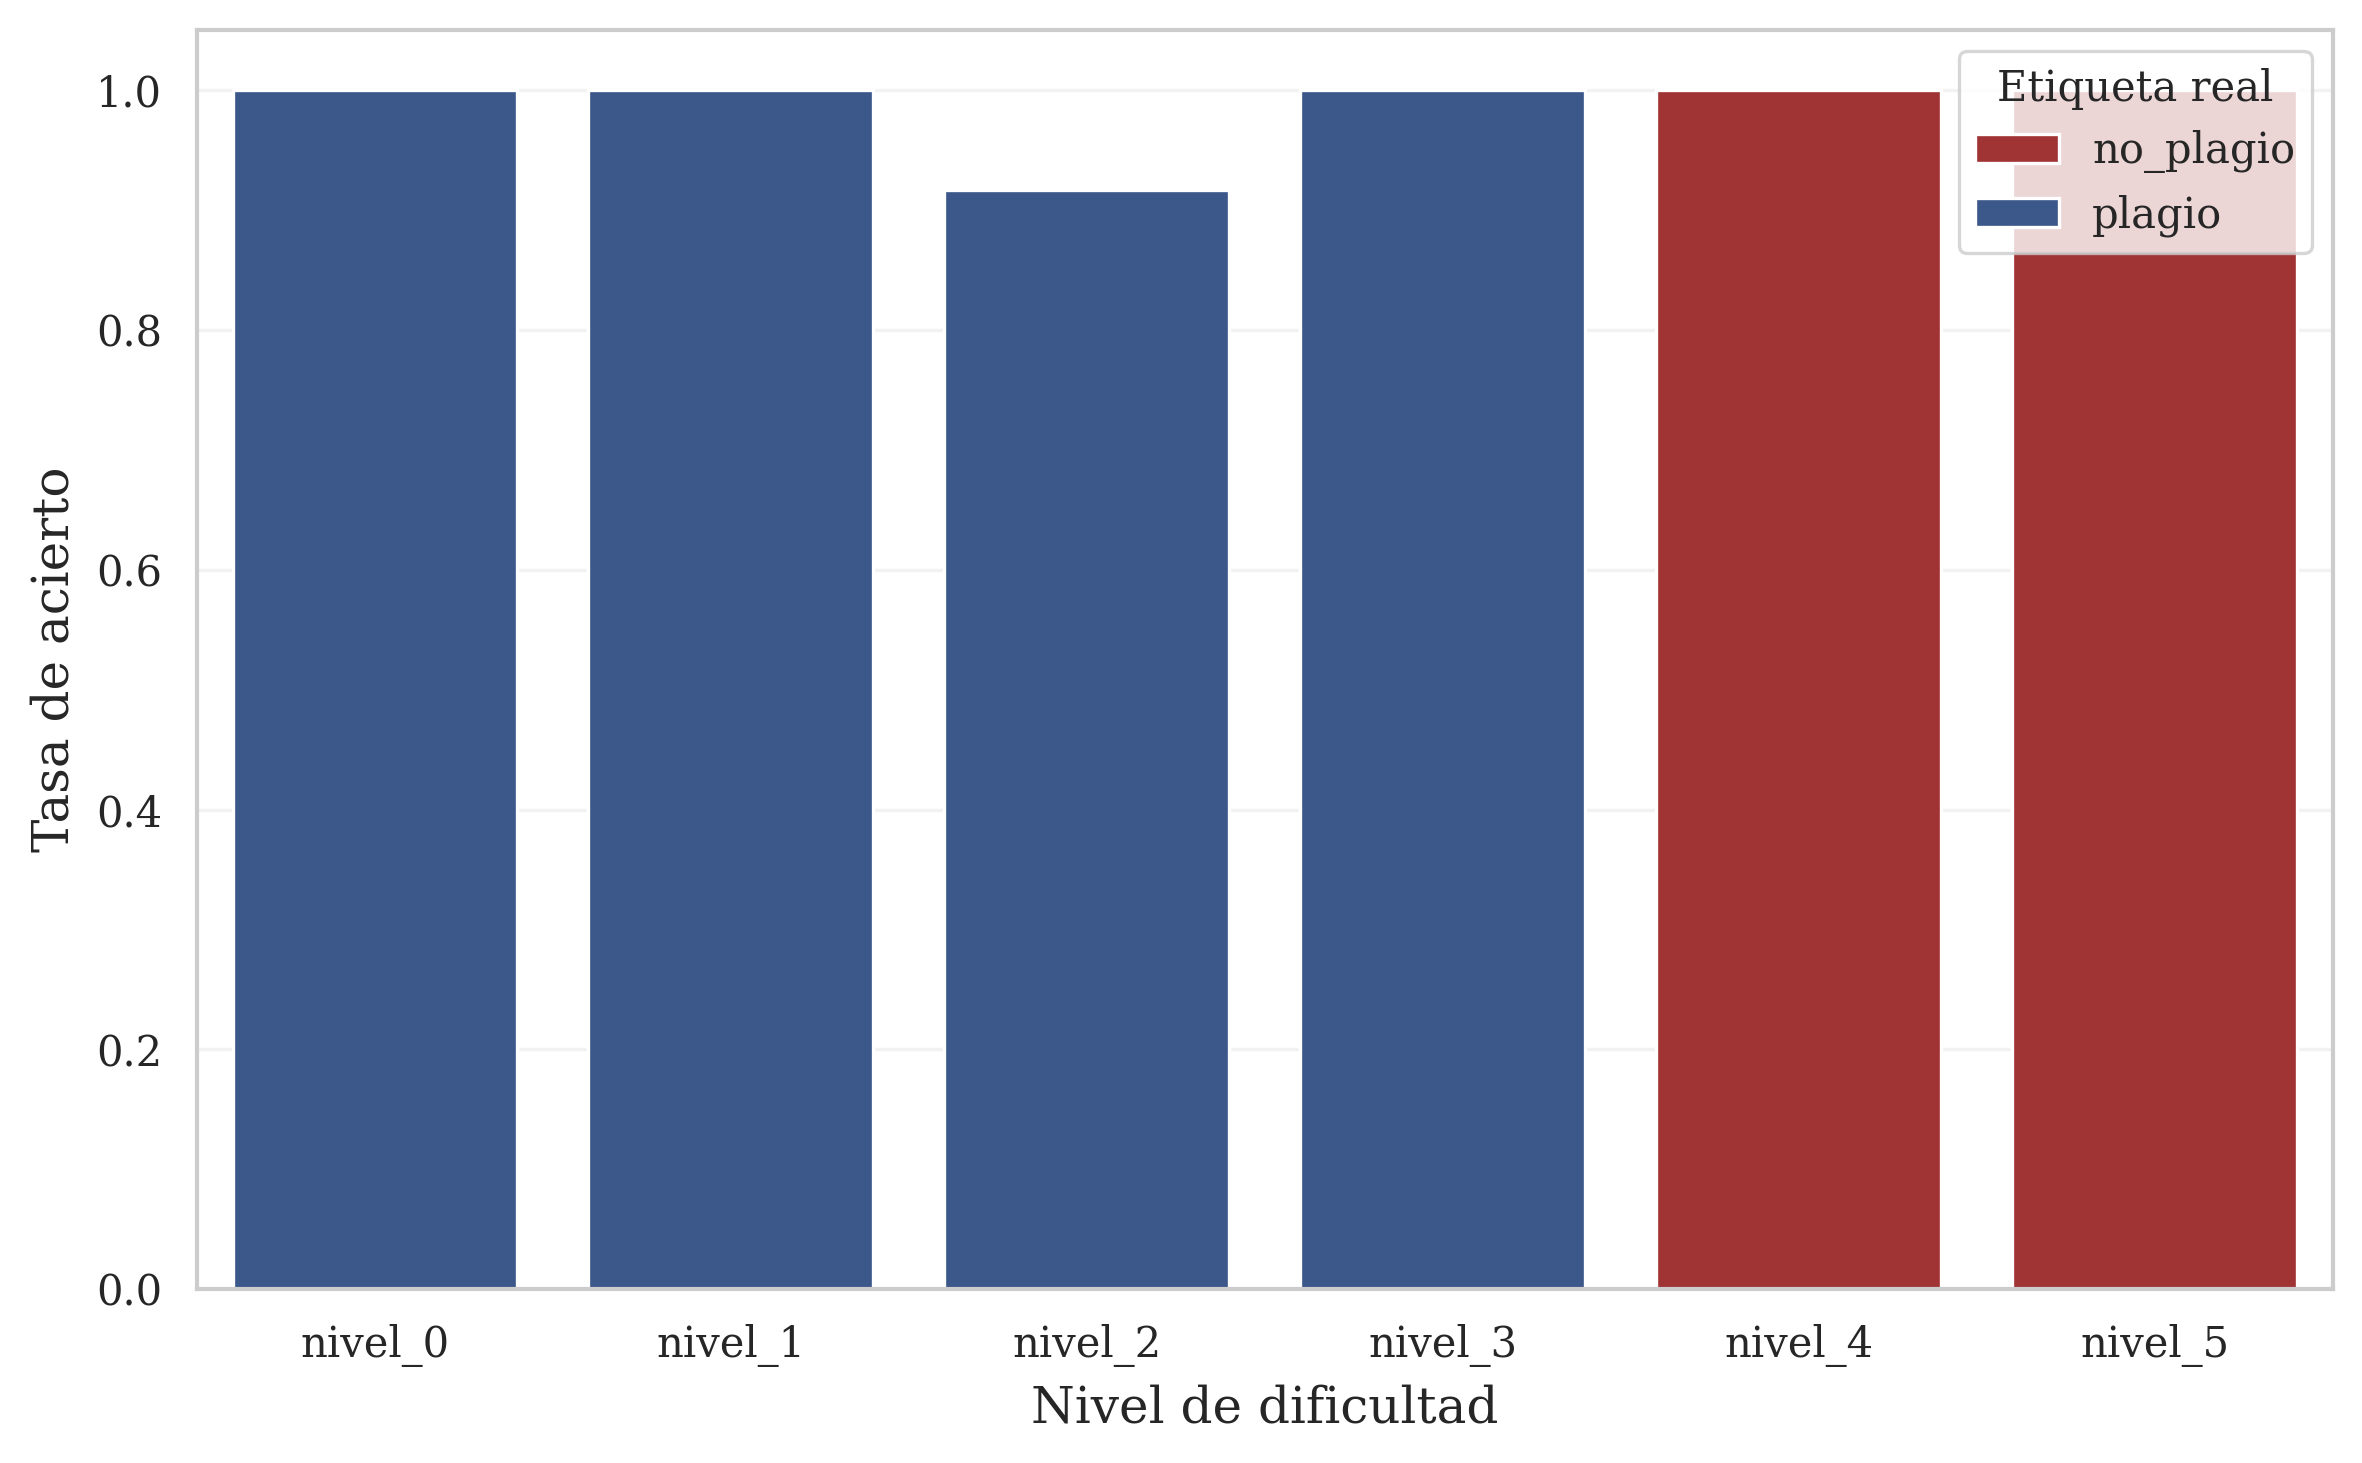 Etiqueta real
no_plagio
plagio
Tasa de acierto
1.0
0.8
0.6
0.4
0.2
0.0
nivel_0 nivel_1 nivel_2 nivel_3 nivel_4 nivel_5
Nivel de dificultad